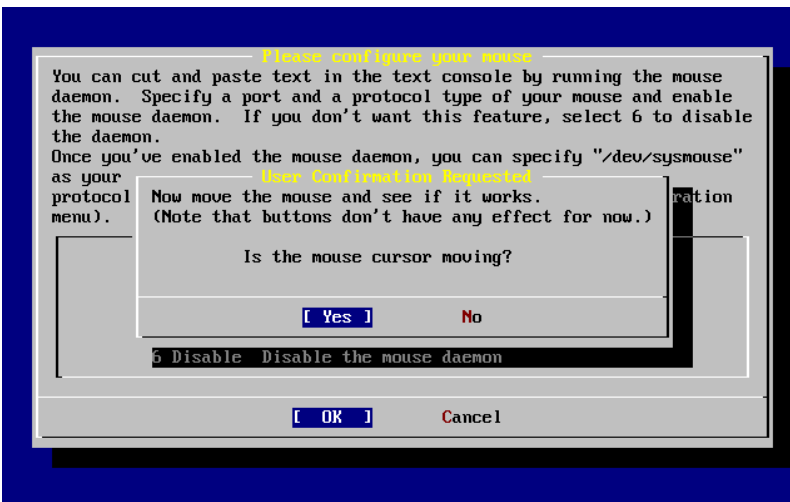 Please configure your mouse
You can cut and paste text in the text console by running the mouse
daemon.  Specify a port and a protocol type of your mouse and enable
the mouse daemon.  If you don't want this feature, select 6 to disable
the daemon.
Once you've enabled the mouse daemon, you can specify "/dev/sysmouse"
as your
User Confirmation Requested
protocol
ration
menu).
Now move the mouse and see if it works.
(Note that buttons don't have any effect for now.)
Is the mouse cursor moving?
[ Yes ]    No
6 Disable  Disable the mouse daemon
[  OK  ]    Cancel